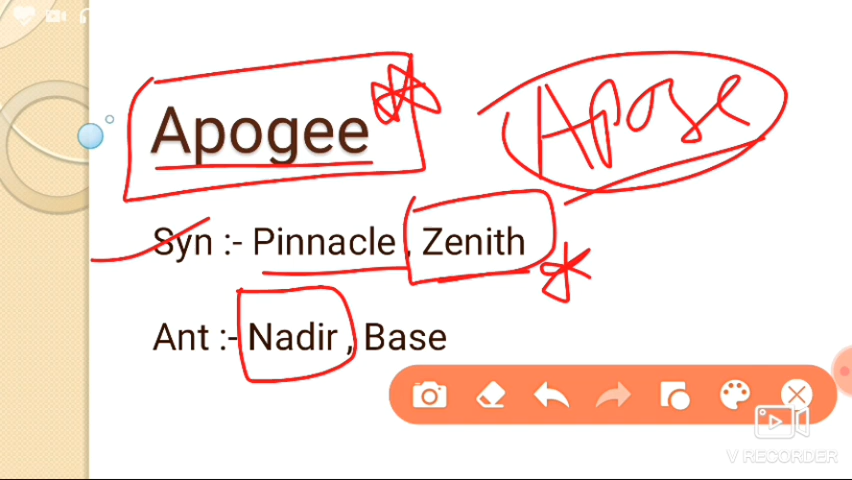 Apogee
Apose
Syn :- Pinnacle , Zenith
Ant :- Nadir , Base
V RECORDER